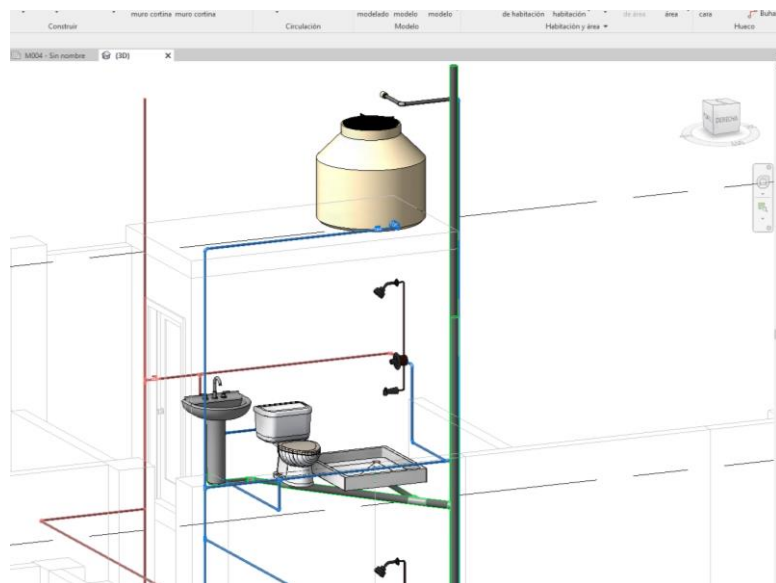 muro cortina muro cortina modelado modelo modelo de habitación habitación de área área cara Buha
Construir Circulación Modelo Habitación y área Hueco
M004 - Sin nombre {3D}
DERECHA